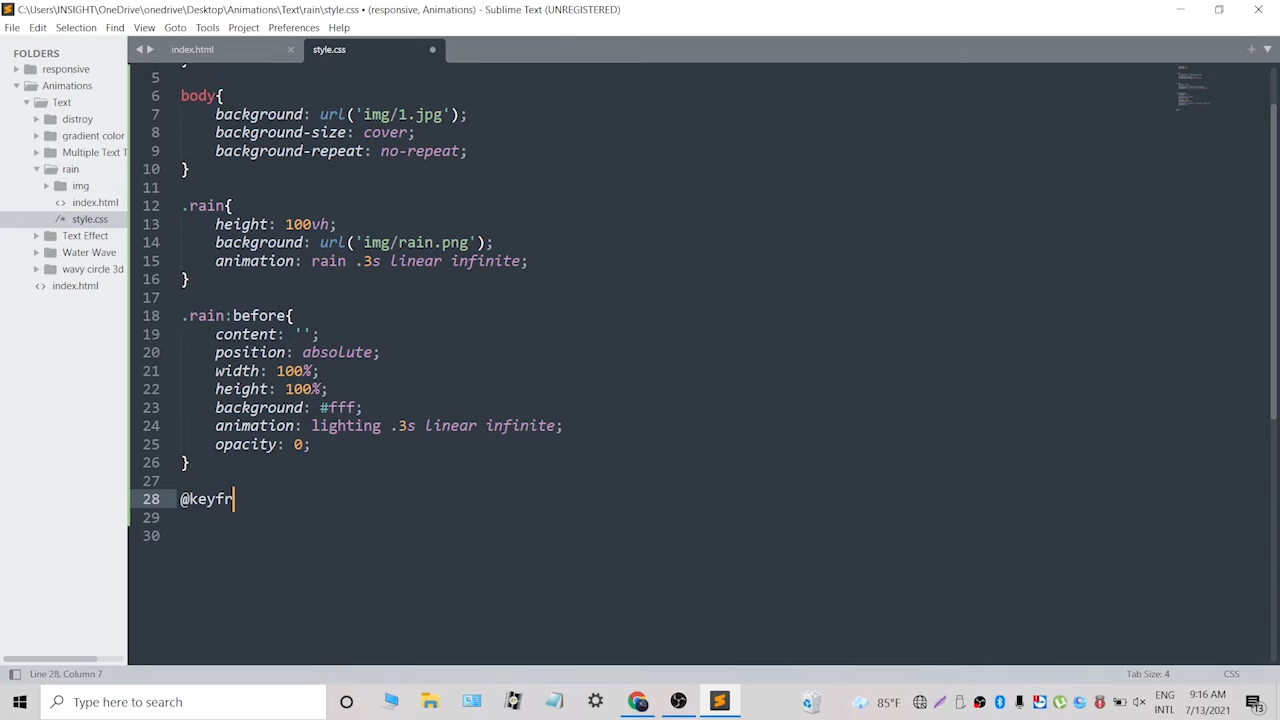 C:\Users\INSIGHT\OneDrive\onedrive\Desktop\Animations\Text\rain\style.css • (responsive, Animations) - Sublime Text (UNREGISTERED)
File Edit Selection Find View Goto Tools Project Preferences Help
FOLDERS
responsive
Animations
Text
distroy
gradient color
Multiple Text T
rain
img
index.html
style.css
Text Effect
Water Wave
wavy circle 3d
index.html
index.html style.css
5
6 body{
7 background: url('img/1.jpg');
8 background-size: cover;
9 background-repeat: no-repeat;
10 }
11
12 .rain{
13 height: 100vh;
14 background: url('img/rain.png');
15 animation: rain .3s linear infinite;
16 }
17
18 .rain:before{
19 content: '';
20 position: absolute;
21 width: 100%;
22 height: 100%;
23 background: #fff;
24 animation: lighting .3s linear infinite;
25 opacity: 0;
26 }
27
28 @keyfr
29
30
Line 28, Column 7 Tab Size: 4 CSS
Type here to search
85°F
ENG
INTL
9:16 AM
7/13/2021
13